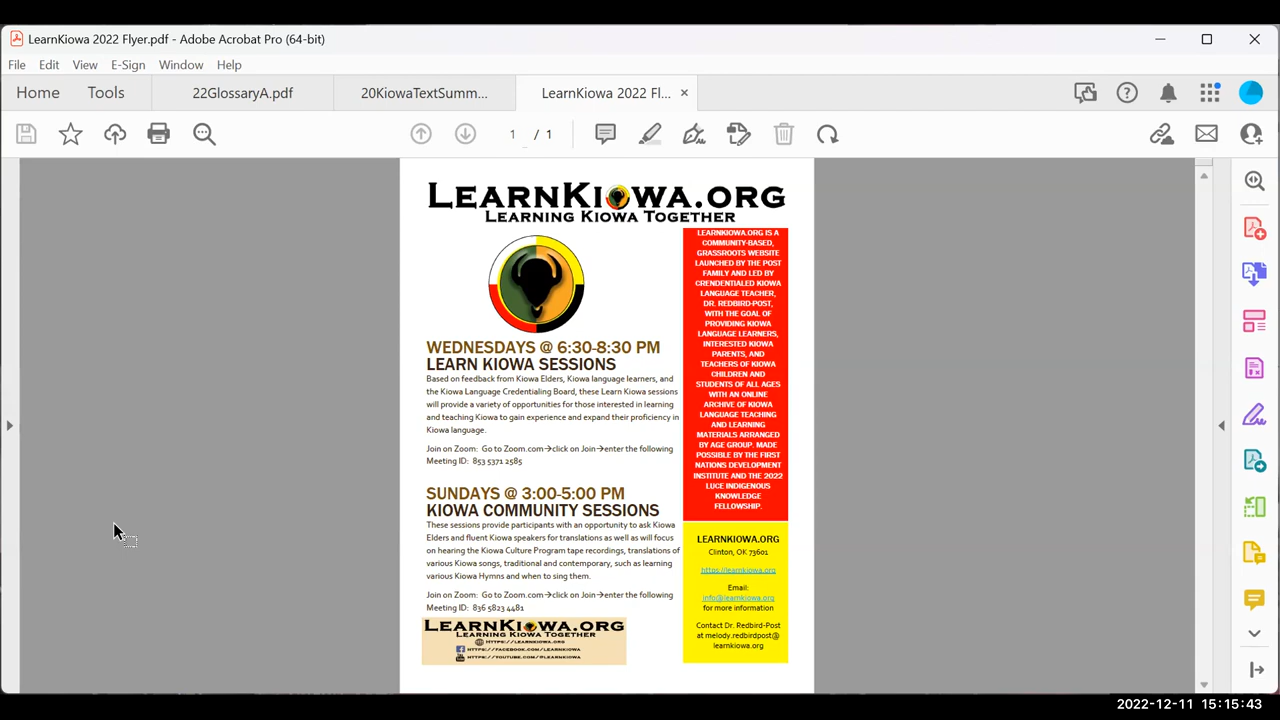 LearnKiowa 2022 Flyer.pdf - Adobe Acrobat Pro (64-bit)
File Edit View E-Sign Window Help
Home Tools 22GlossaryA.pdf 20KiowaTextSumm... LearnKiowa 2022 Fl... ×
1 / 1
LEARNKIOWA.ORG
LEARNING KIOWA TOGETHER
WEDNESDAYS @ 6:30-8:30 PM
LEARN KIOWA SESSIONS
Based on feedback from Kiowa Elders, Kiowa language learners, and
the Kiowa Language Credentialing Board, these Learn Kiowa sessions
will provide a variety of opportunities for those interested in learning
and teaching Kiowa to gain experience and expand their proficiency in
Kiowa language.
Join on Zoom: Go to Zoom.com→click on Join→enter the following
Meeting ID: 853 5371 2585
SUNDAYS @ 3:00-5:00 PM
KIOWA COMMUNITY SESSIONS
These sessions provide participants with an opportunity to ask Kiowa
Elders and fluent Kiowa speakers for translations as well as will focus
on hearing the Kiowa Culture Program tape recordings, translations of
various Kiowa songs, traditional and contemporary, such as learning
various Kiowa Hymns and when to sing them.
Join on Zoom: Go to Zoom.com→click on Join→enter the following
Meeting ID: 836 5823 4481
LEARNKIOWA.ORG
LEARNING KIOWA TOGETHER
HTTPS://LEARNKIOWA.ORG
HTTPS://FACEBOOK.COM/LEARNKIOWA
HTTPS://YOUTUBE.COM/@LEARNKIOWA
LEARNKIOWA.ORG IS A
COMMUNITY-BASED,
GRASSROOTS WEBSITE
LAUNCHED BY THE POST
FAMILY AND LED BY
CRENDENTIALED KIOWA
LANGUAGE TEACHER,
DR. REDBIRD-POST,
WITH THE GOAL OF
PROVIDING KIOWA
LANGUAGE LEARNERS,
INTERESTED KIOWA
PARENTS, AND
TEACHERS OF KIOWA
CHILDREN AND
STUDENTS OF ALL AGES
WITH AN ONLINE
ARCHIVE OF KIOWA
LANGUAGE TEACHING
AND LEARNING
MATERIALS ARRANGED
BY AGE GROUP. MADE
POSSIBLE BY THE FIRST
NATIONS DEVELOPMENT
INSTITUTE AND THE 2022
LUCE INDIGENOUS
KNOWLEDGE
FELLOWSHIP.
LEARNKIOWA.ORG
Clinton, OK 73601
https://learnkiowa.org
Email:
info@learnkiowa.org
for more information
Contact Dr. Redbird-Post
at melody.redbirdpost@
learnkiowa.org
2022-12-11 15:15:43